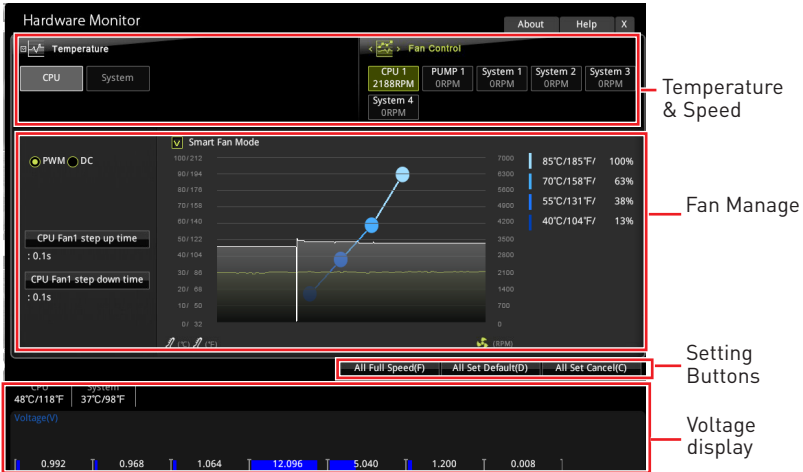 Hardware Monitor
About Help X
Temperature
Fan Control
CPU System
CPU 1 PUMP 1 System 1 System 2 System 3
2188RPM 0RPM 0RPM 0RPM 0RPM
System 4
0RPM
Temperature
& Speed
Smart Fan Mode
PWM DC
100/212 7000
90/194 6300
80/176 5600
70/158 4900
60/140 4200
50/122 3500
40/104 2800
30/ 86 2100
20/ 68 1400
10/ 50 700
0/ 32 0
(°C) (°F) (RPM)
85°C/185°F/ 100%
70°C/158°F/ 63%
55°C/131°F/ 38%
40°C/104°F/ 13%
CPU Fan1 step up time
: 0.1s
CPU Fan1 step down time
: 0.1s
Fan Manage
All Full Speed(F) All Set Default(D) All Set Cancel(C)
Setting
Buttons
CPU System
48°C/118°F 37°C/98°F
Voltage(V)
0.992 0.968 1.064 12.096 5.040 1.200 0.008
Voltage
display